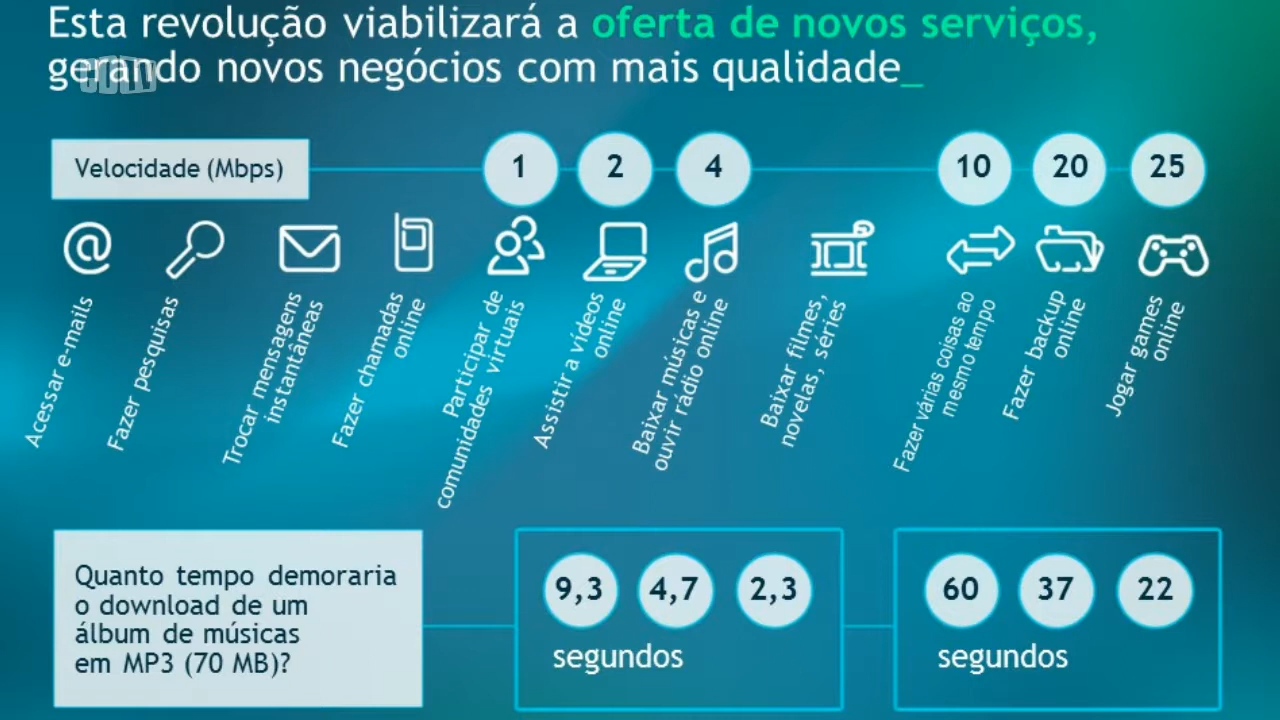 Esta revolução viabilizará a oferta de novos serviços,
gerando novos negócios com mais qualidade_
Velocidade (Mbps)
1
2
4
10
20
25
Acessar e-mails
Fazer pesquisas
Trocar mensagens
instantâneas
Fazer chamadas
online
Participar de
comunidades virtuais
Assistir a vídeos
online
Baixar músicas e
ouvir rádio online
Baixar filmes,
novelas, séries
Fazer várias coisas ao
mesmo tempo
Fazer backup
online
Jogar games
online
Quanto tempo demoraria
o download de um
álbum de músicas
em MP3 (70 MB)?
9,3
4,7
2,3
segundos
60
37
22
segundos